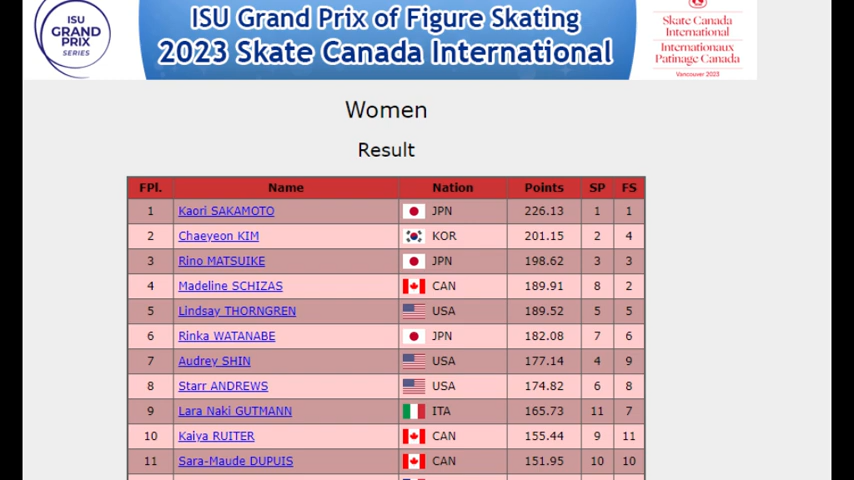 ISU
GRAND
PRIX
SERIES
ISU Grand Prix of Figure Skating
2023 Skate Canada International
Skate Canada
International
Internationaux
Patinage Canada
Vancouver 2023
Women
Result
FPl. Name Nation Points SP FS
1 Kaori SAKAMOTO JPN 226.13 1 1
2 Chaeyeon KIM KOR 201.15 2 4
3 Rino MATSUIKE JPN 198.62 3 3
4 Madeline SCHIZAS CAN 189.91 8 2
5 Lindsay THORNGREN USA 189.52 5 5
6 Rinka WATANABE JPN 182.08 7 6
7 Audrey SHIN USA 177.14 4 9
8 Starr ANDREWS USA 174.82 6 8
9 Lara Naki GUTMANN ITA 165.73 11 7
10 Kaiya RUITER CAN 155.44 9 11
11 Sara-Maude DUPUIS CAN 151.95 10 10